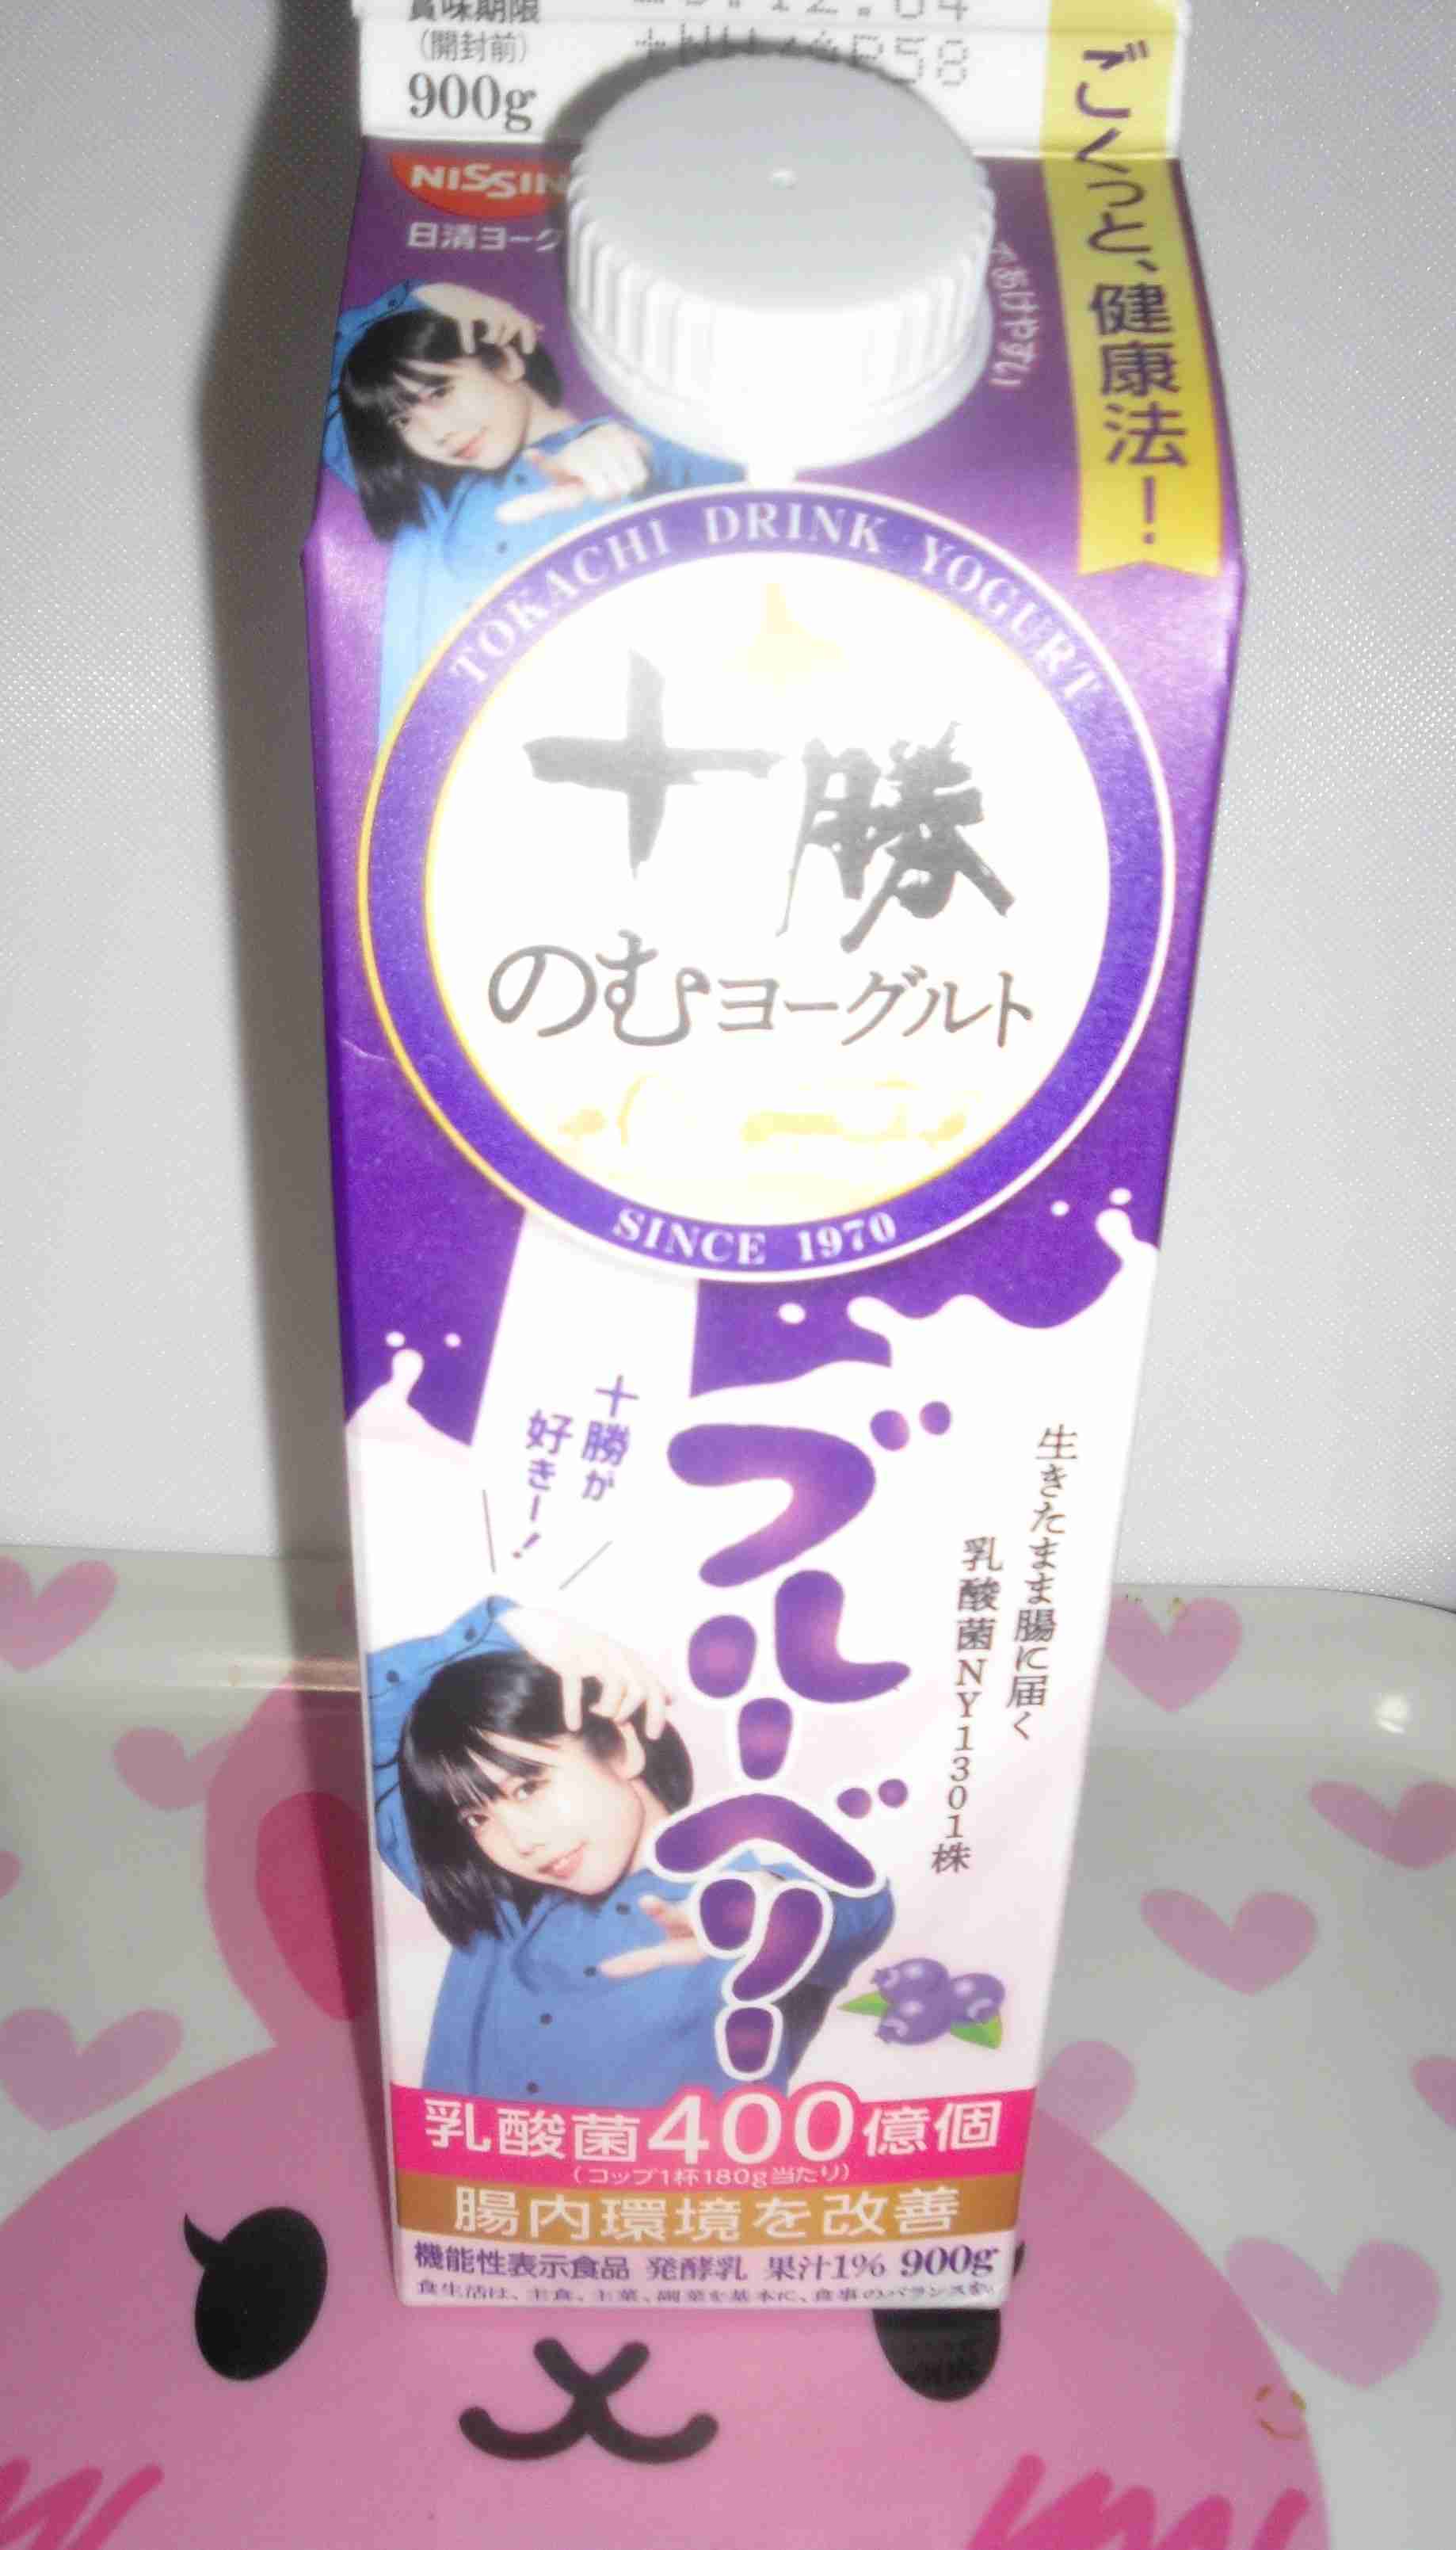 賞味期限
(開封前)
900g
NISSIN
日清ヨーク
ごくっと、健康法!
あけやすい
TOKACHI DRINK YOGURT
十勝
のむヨーグルト
SINCE 1970
十勝が
好きー!
ブルーベリー
生きたまま腸に届く
乳酸菌NY1301株
乳酸菌400億個
(コップ1杯180g当たり)
腸内環境を改善
機能性表示食品 発酵乳 果汁1% 900g
食生活は、主食、主菜、副菜を基本に、食事のバランスを。